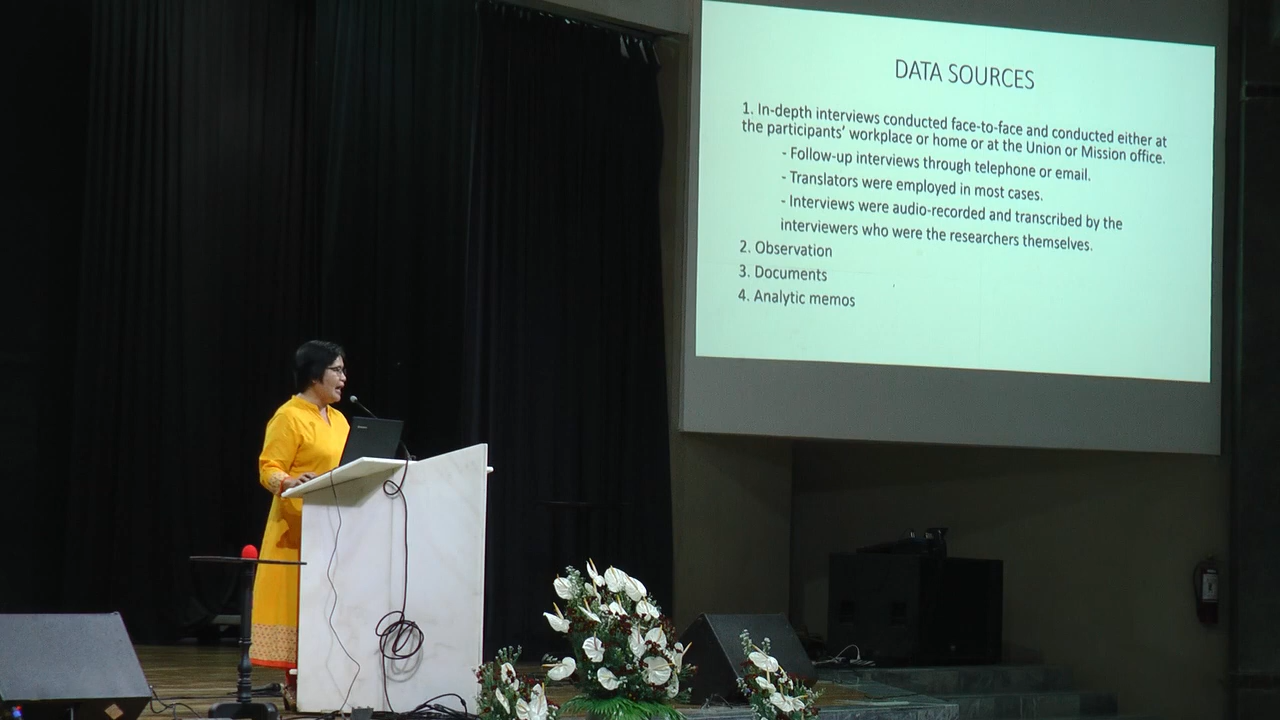 DATA SOURCES
1. In-depth interviews conducted face-to-face and conducted either at
the participants' workplace or home or at the Union or Mission office.
- Follow-up interviews through telephone or email.
- Translators were employed in most cases.
- Interviews were audio-recorded and transcribed by the
interviewers who were the researchers themselves.
2. Observation
3. Documents
4. Analytic memos